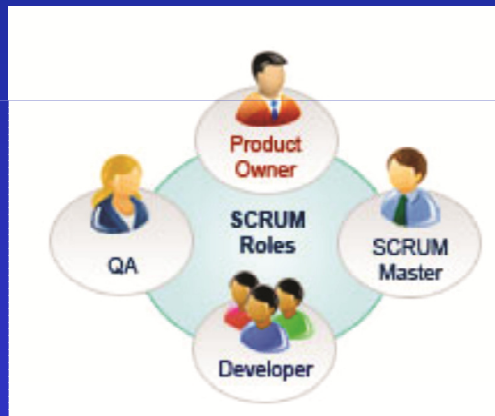 Product
Owner
SCRUM
Roles
QA
SCRUM
Master
Developer